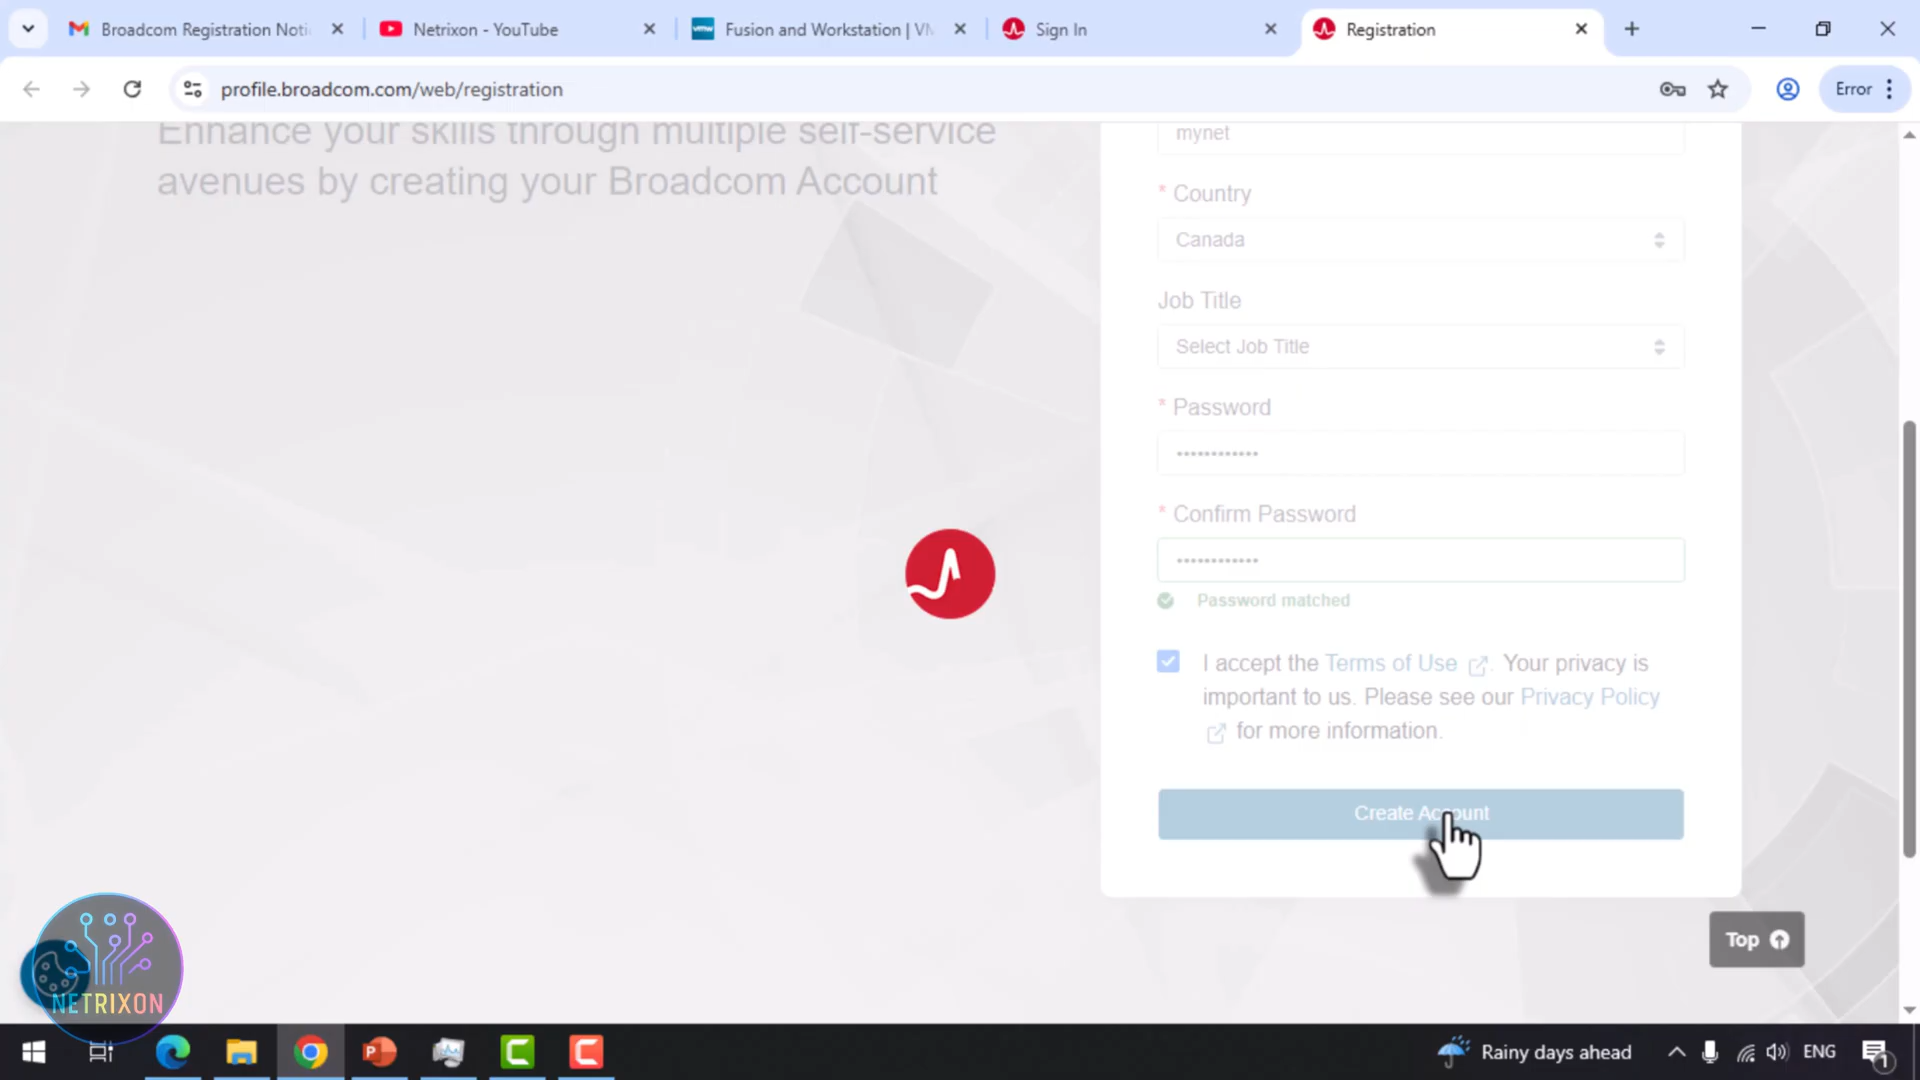 Broadcom Registration Noti
Netrixon - YouTube
Fusion and Workstation | VM
Sign In
Registration
profile.broadcom.com/web/registration
Error
Enhance your skills through multiple self-service
avenues by creating your Broadcom Account
mynet
* Country
Canada
Job Title
Select Job Title
* Password
••••••••••••
* Confirm Password
••••••••••••
Password matched
I accept the Terms of Use . Your privacy is
important to us. Please see our Privacy Policy
for more information.
Create Account
Top
NETRIXON
Rainy days ahead
ENG
1